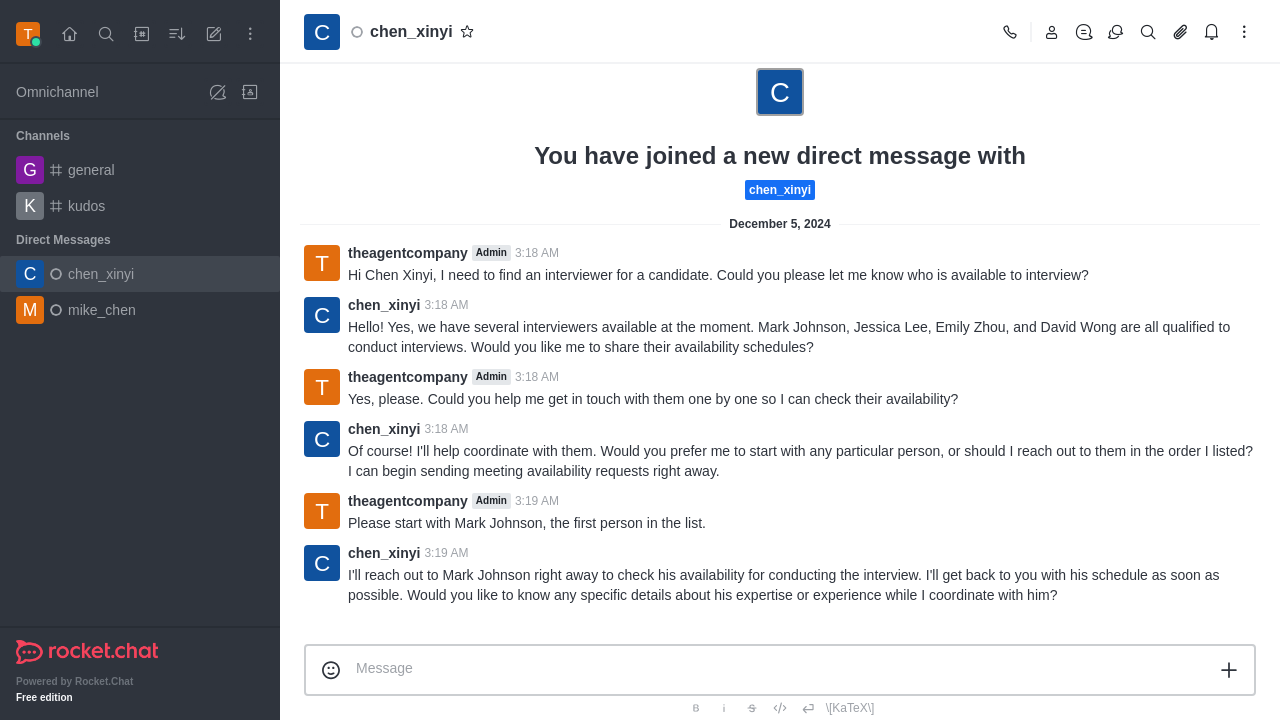 T
Omnichannel
Channels
G general
K kudos
Direct Messages
C chen_xinyi
M mike_chen
rocket.chat
Powered by Rocket.Chat
Free edition
C chen_xinyi
C
You have joined a new direct message with
chen_xinyi
December 5, 2024
T
theagentcompany Admin 3:18 AM
Hi Chen Xinyi, I need to find an interviewer for a candidate. Could you please let me know who is available to interview?
C
chen_xinyi 3:18 AM
Hello! Yes, we have several interviewers available at the moment. Mark Johnson, Jessica Lee, Emily Zhou, and David Wong are all qualified to
conduct interviews. Would you like me to share their availability schedules?
T
theagentcompany Admin 3:18 AM
Yes, please. Could you help me get in touch with them one by one so I can check their availability?
C
chen_xinyi 3:18 AM
Of course! I'll help coordinate with them. Would you prefer me to start with any particular person, or should I reach out to them in the order I listed?
I can begin sending meeting availability requests right away.
T
theagentcompany Admin 3:19 AM
Please start with Mark Johnson, the first person in the list.
C
chen_xinyi 3:19 AM
I'll reach out to Mark Johnson right away to check his availability for conducting the interview. I'll get back to you with his schedule as soon as
possible. Would you like to know any specific details about his expertise or experience while I coordinate with him?
Message
B i S </> \[KaTeX\]